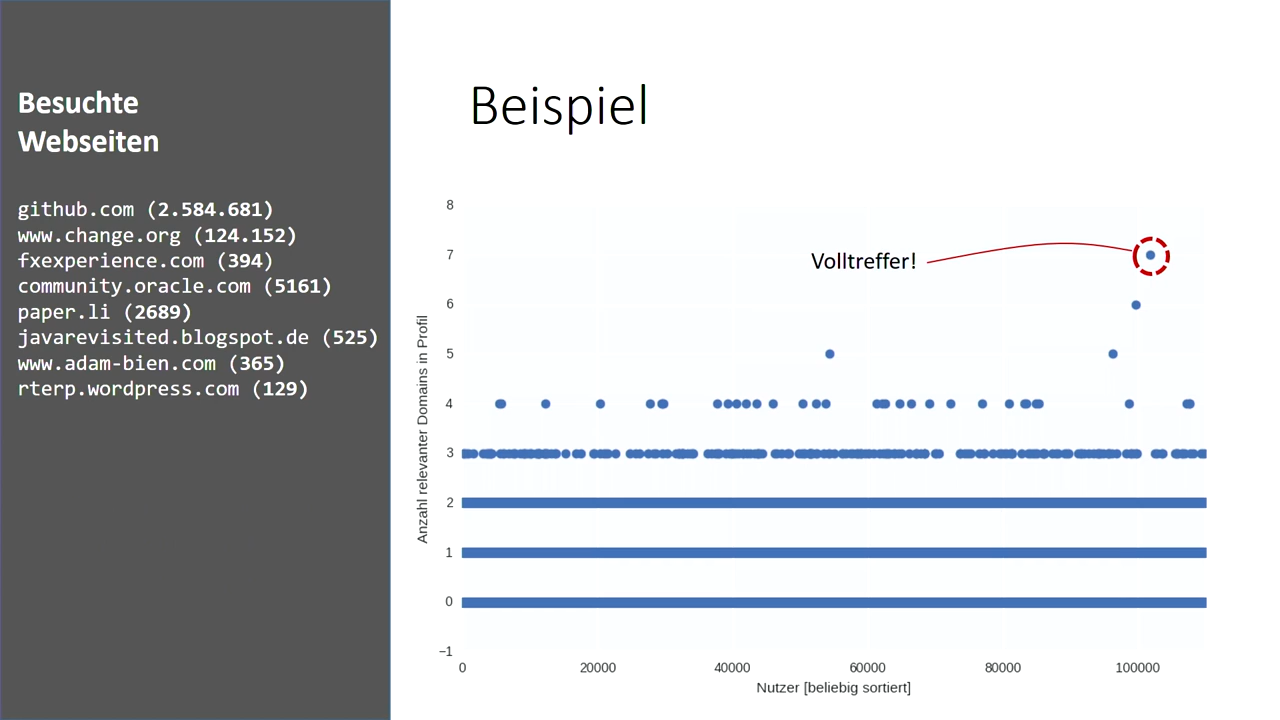 Besuchte
Webseiten
github.com (2.584.681)
www.change.org (124.152)
fxexperience.com (394)
community.oracle.com (5161)
paper.li (2689)
javarevisited.blogspot.de (525)
www.adam-bien.com (365)
rterp.wordpress.com (129)
Beispiel
Volltreffer!
Anzahl relevanter Domains in Profil
8
7
6
5
4
3
2
1
0
−1
0 20000 40000 60000 80000 100000
Nutzer [beliebig sortiert]